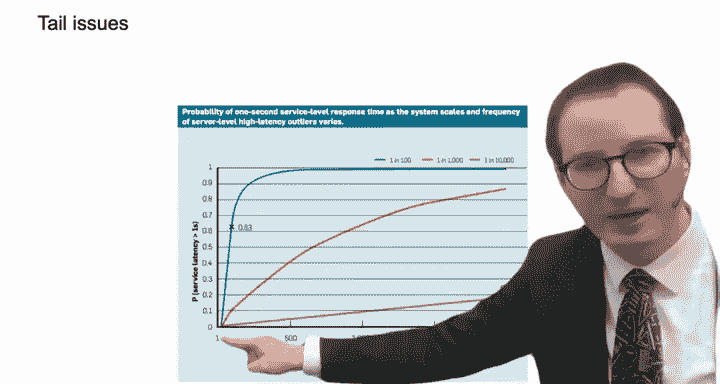 Tail issues
Probability of one-second service-level response time as the system scales and frequency
of server-level high-latency outliers varies.
1 in 100 1 in 1,000 1 in 10,000
1
0.9
0.8
0.7
0.63
0.6
0.5
0.4
0.3
0.2
0.1
0
P (service latency > 1s)
1 500